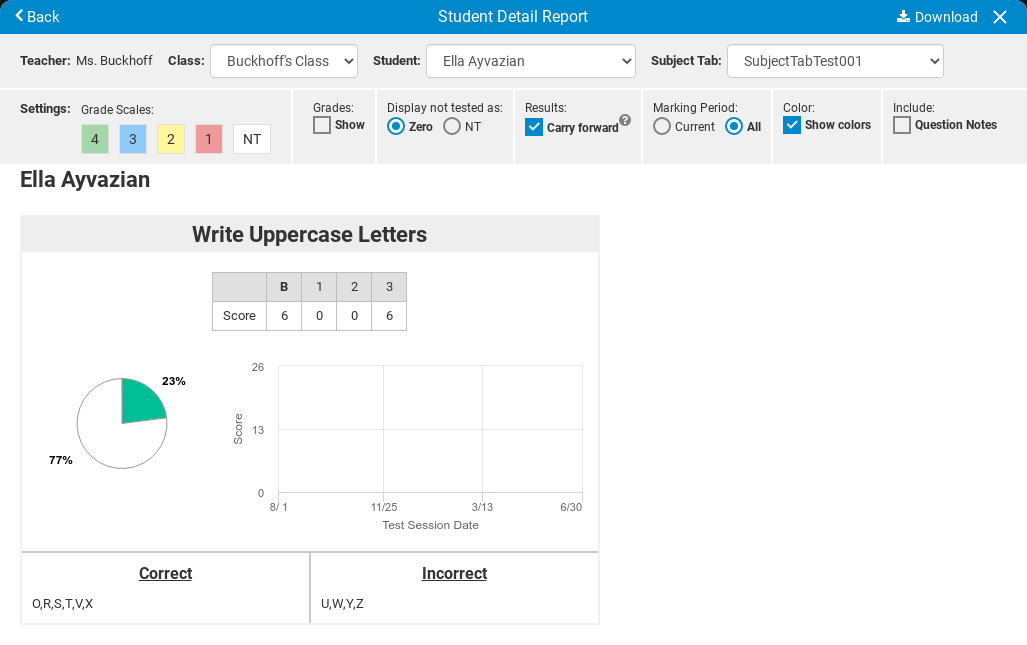 Back
Student Detail Report
Download
Teacher: Ms. Buckhoff Class: Buckhoff's Class Student: Ella Ayvazian Subject Tab: SubjectTabTest001
Settings: Grade Scales:
4 3 2 1 NT
Grades:
Show
Display not tested as:
Zero NT
Results:
Carry forward ?
Marking Period:
Current All
Color:
Show colors
Include:
Question Notes
Ella Ayvazian
Write Uppercase Letters
B 1 2 3
Score 6 0 0 6
23%
77%
Score
26
13
0
8/ 1 11/25 3/13 6/30
Test Session Date
Correct
O,R,S,T,V,X
Incorrect
U,W,Y,Z